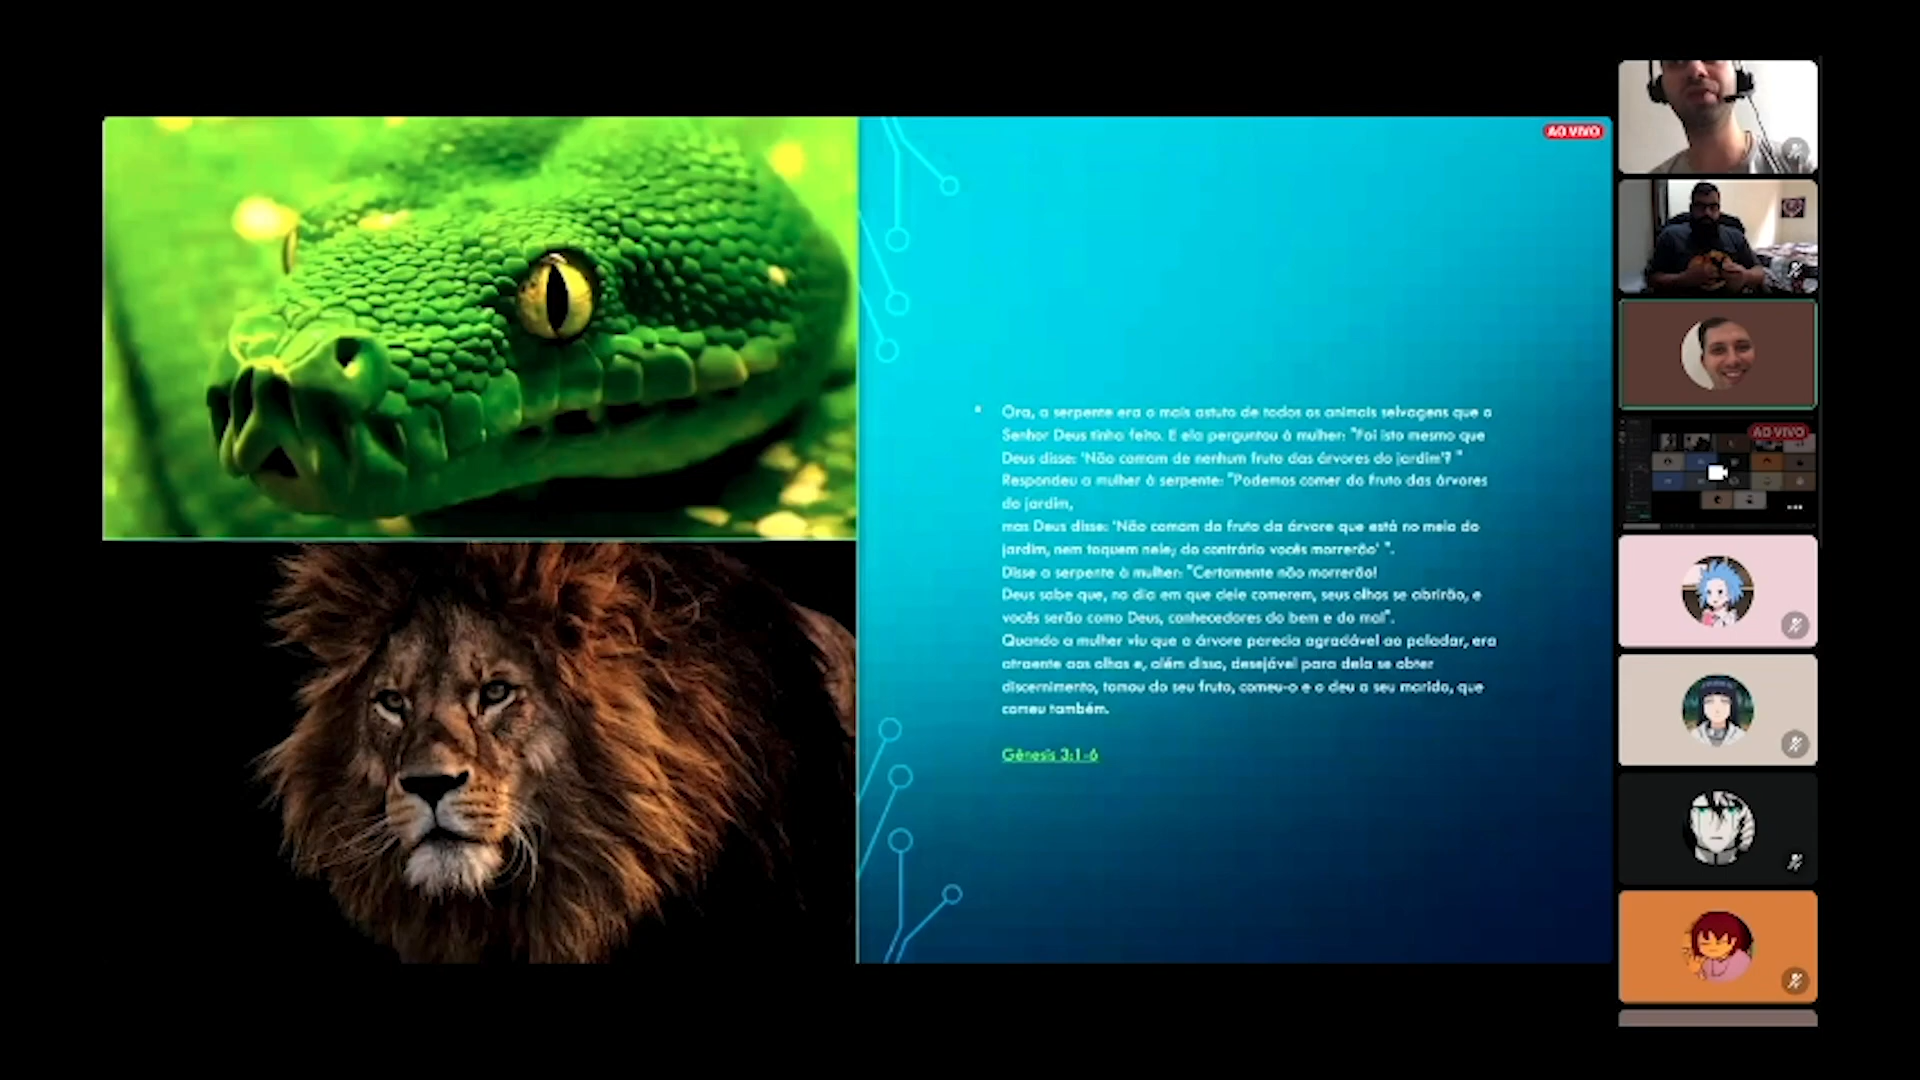 AO VIVO
Ora, a serpente era o mais astuto de todos os animais selvagens que o
Senhor Deus tinha feito. E ela perguntou à mulher: "Foi isto mesmo que
Deus disse: 'Não comam de nenhum fruto das árvores do jardim'? "
Respondeu a mulher à serpente: "Podemos comer do fruto das árvores
do jardim,
mas Deus disse: 'Não comam do fruto da árvore que está no meio do
jardim, nem toquem nele; do contrário vocês morrerão' ".
Disse a serpente à mulher: "Certamente não morrerão!
Deus sabe que, no dia em que dele comerem, seus olhos se abrirão, e
vocês serão como Deus, conhecedores do bem e do mal".
Quando a mulher viu que a árvore parecia agradável ao paladar, era
atraente aos olhos e, além disso, desejável para dela se obter
discernimento, tomou do seu fruto, comeu-o e o deu a seu marido, que
comeu também.
Gênesis 3:1-6
AO VIVO